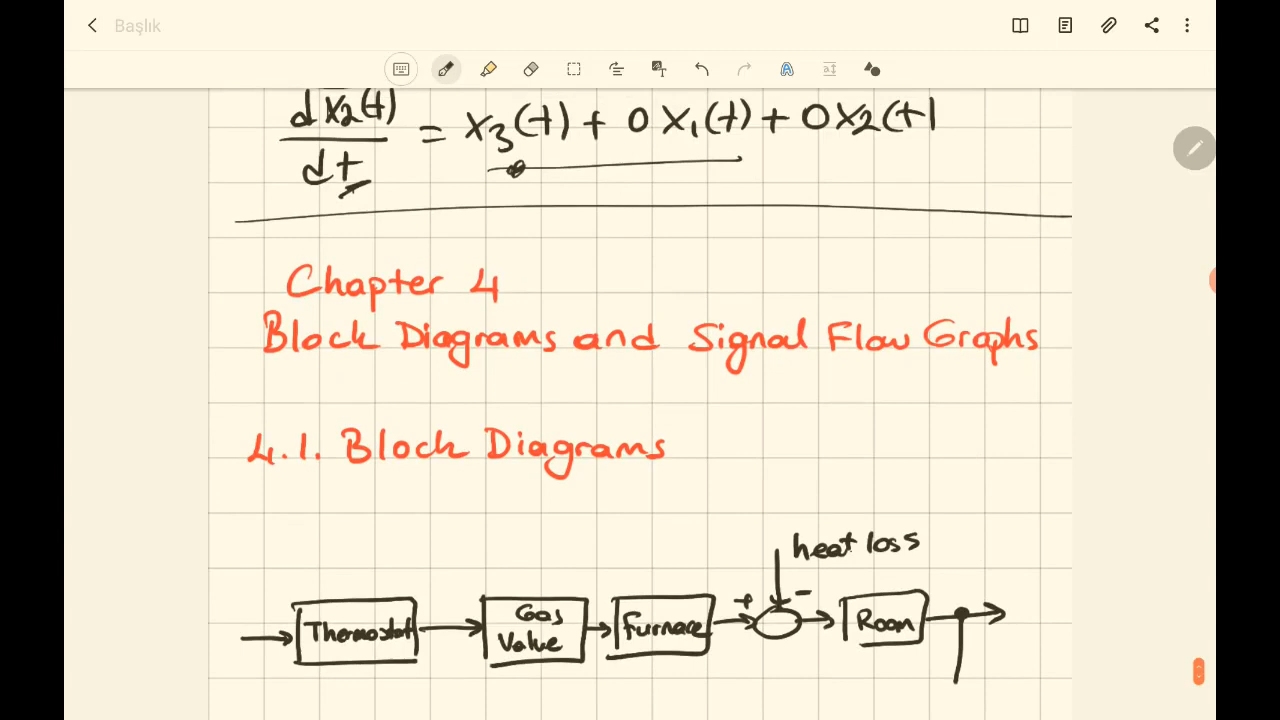 Başlık
dx₂(t)
dt
= x₃(t) + 0x₁(t) + 0x₂(t)
Chapter 4
Block Diagrams and Signal Flow Graphs
4.1. Block Diagrams
heat loss
+ −
Thermostat
Gas
Value
Furnace
Room